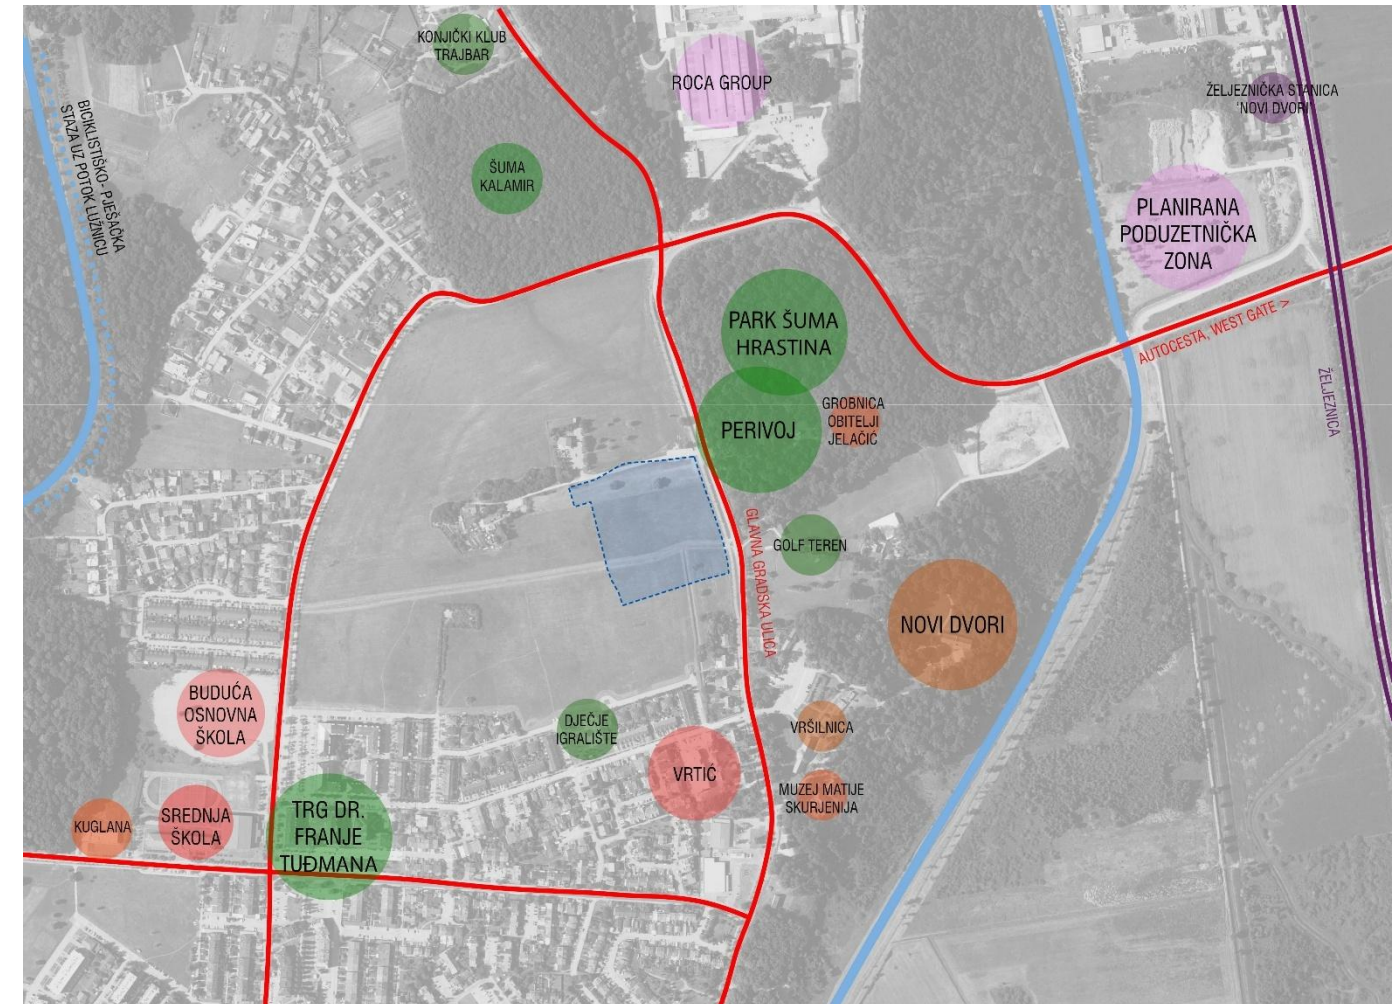 KONJIČKI KLUB
TRAJBAR
ROCA GROUP
ŽELJEZNIČKA STANICA
'NOVI DVORI'
BICIKLISTIŠKO- PJEŠAČKA
STAZA UZ POTOK LUŽNICU
ŠUMA
KALAMIR
PLANIRANA
PODUZETNIČKA
ZONA
PARK ŠUMA
HRASTINA
AUTOCESTA, WEST GATE >
ŽELJEZNICA
PERIVOJ
GROBNICA
OBITELJI
JELAČIĆ
GLAVNA GRADSKA ULICA
GOLF TEREN
NOVI DVORI
BUDUĆA
OSNOVNA
ŠKOLA
DJEČJE
IGRALIŠTE
VRŠILNICA
VRTIĆ
MUZEJ MATIJE
SKURJENIJA
KUGLANA
SREDNJA
ŠKOLA
TRG DR.
FRANJE
TUĐMANA